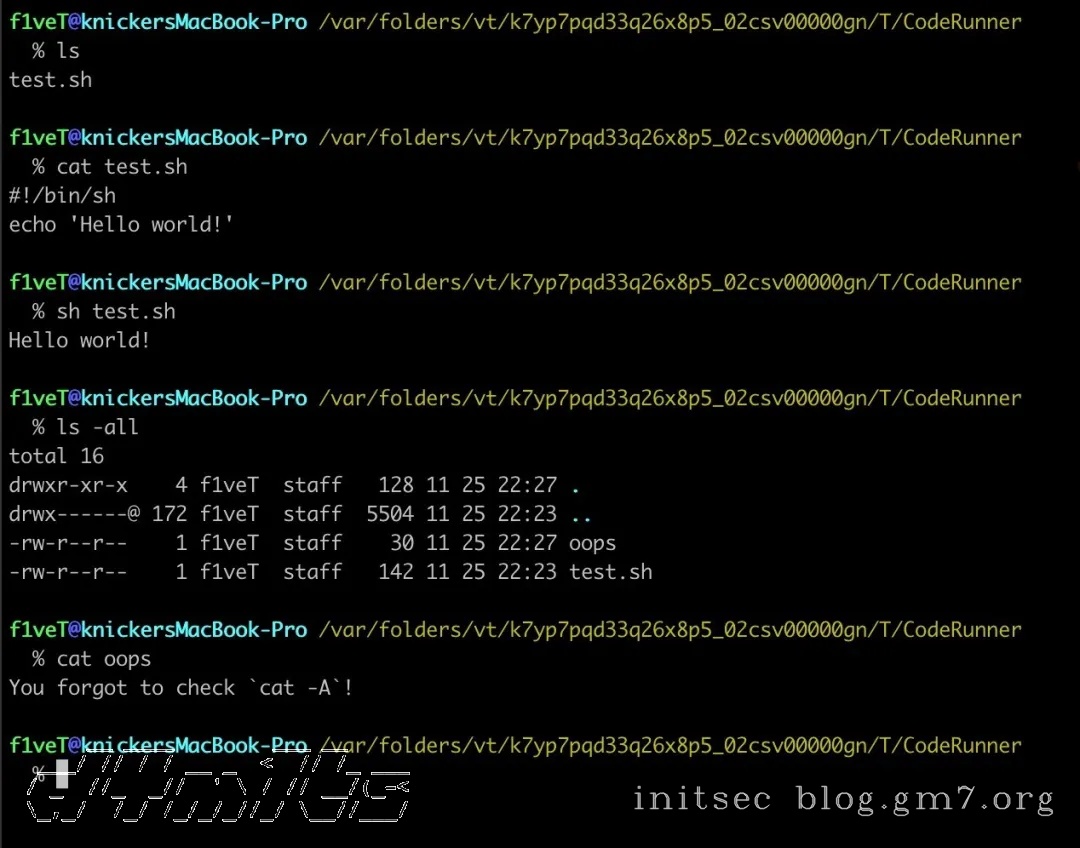 f1veT@knickersMacBook-Pro /var/folders/vt/k7yp7pqd33q26x8p5_02csv00000gn/T/CodeRunner
% ls
test.sh
f1veT@knickersMacBook-Pro /var/folders/vt/k7yp7pqd33q26x8p5_02csv00000gn/T/CodeRunner
% cat test.sh
#!/bin/sh
echo 'Hello world!'
f1veT@knickersMacBook-Pro /var/folders/vt/k7yp7pqd33q26x8p5_02csv00000gn/T/CodeRunner
% sh test.sh
Hello world!
f1veT@knickersMacBook-Pro /var/folders/vt/k7yp7pqd33q26x8p5_02csv00000gn/T/CodeRunner
% ls -all
total 16
drwxr-xr-x 4 f1veT staff 128 11 25 22:27 .
drwx------@ 172 f1veT staff 5504 11 25 22:23 ..
-rw-r--r-- 1 f1veT staff 30 11 25 22:27 oops
-rw-r--r-- 1 f1veT staff 142 11 25 22:23 test.sh
f1veT@knickersMacBook-Pro /var/folders/vt/k7yp7pqd33q26x8p5_02csv00000gn/T/CodeRunner
% cat oops
You forgot to check `cat -A`!
f1veT@knickersMacBook-Pro /var/folders/vt/k7yp7pqd33q26x8p5_02csv00000gn/T/CodeRunner
%
initsec blog.gm7.org